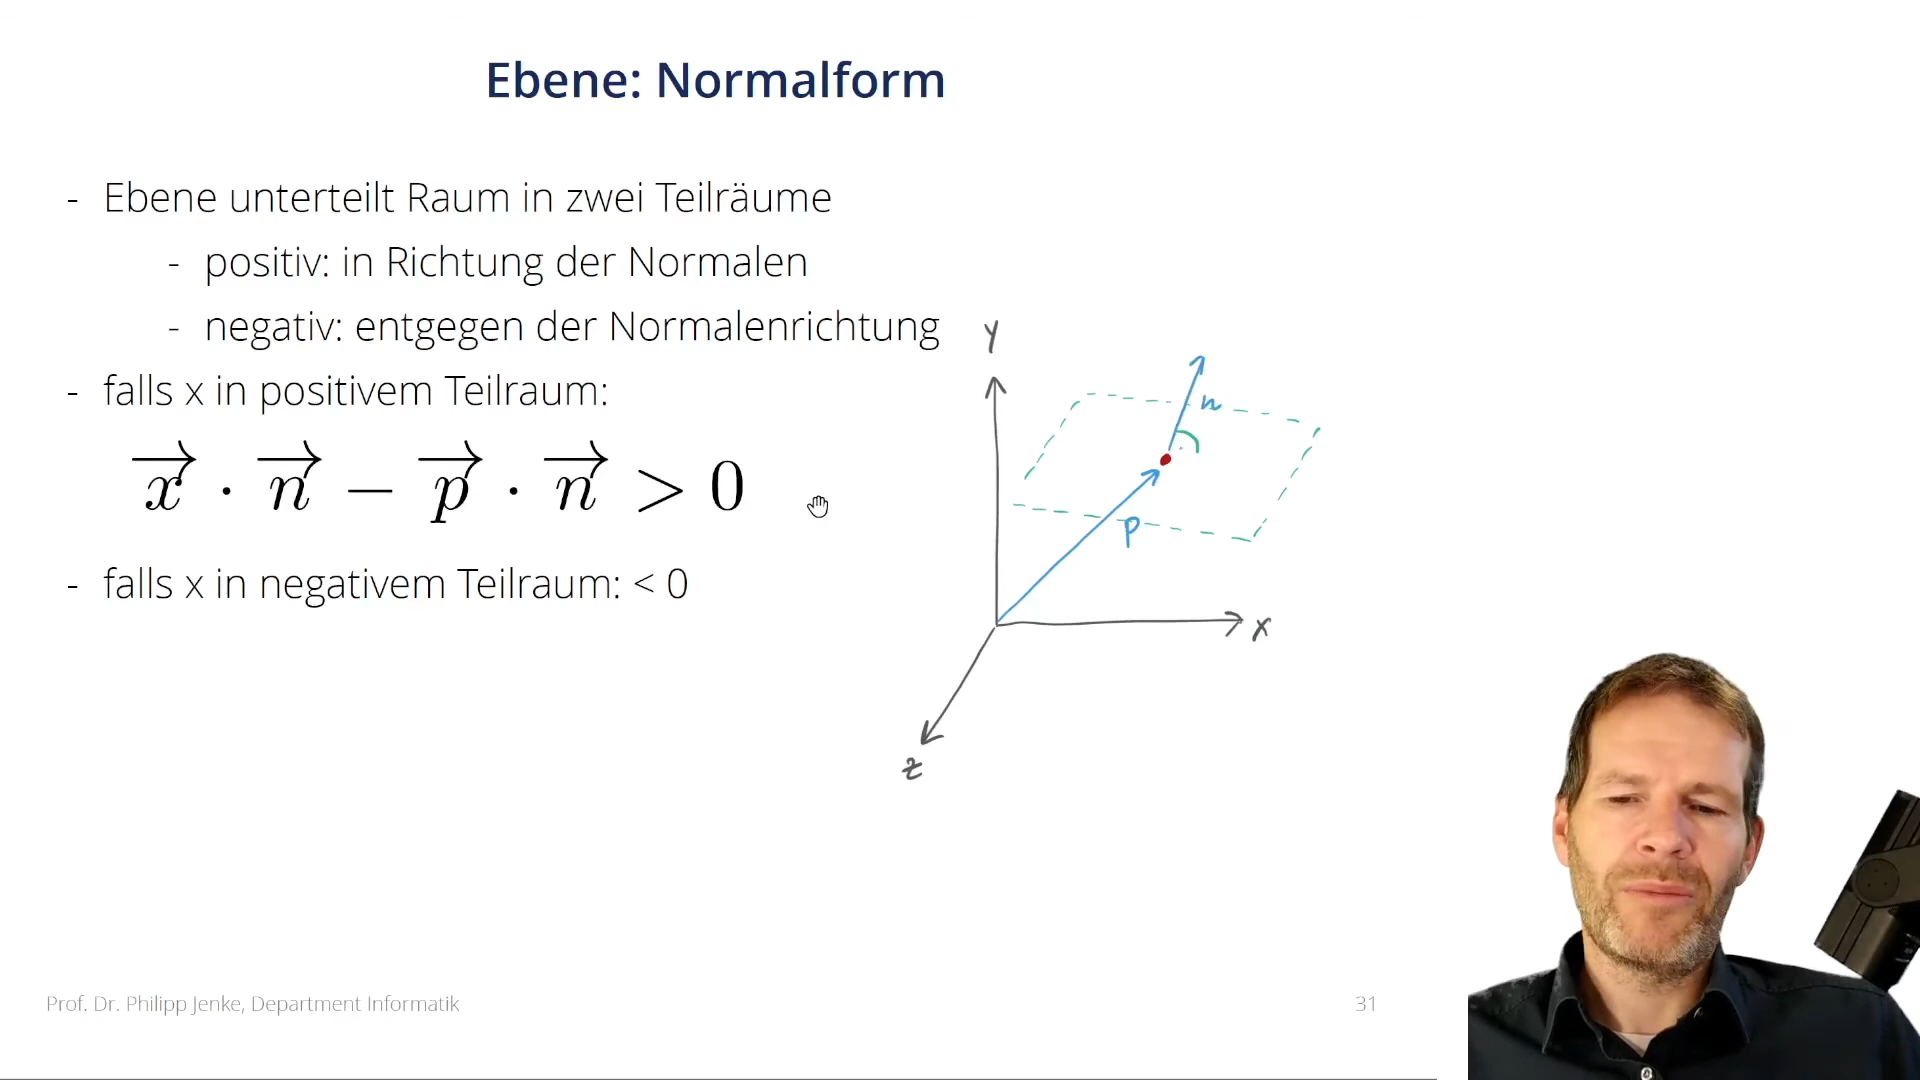 Ebene: Normalform
- Ebene unterteilt Raum in zwei Teilräume
- positiv: in Richtung der Normalen
- negativ: entgegen der Normalenrichtung
- falls x in positivem Teilraum:
x⃗ · n⃗ − p⃗ · n⃗ > 0
- falls x in negativem Teilraum: < 0
y
n
p
x
z
Prof. Dr. Philipp Jenke, Department Informatik
31